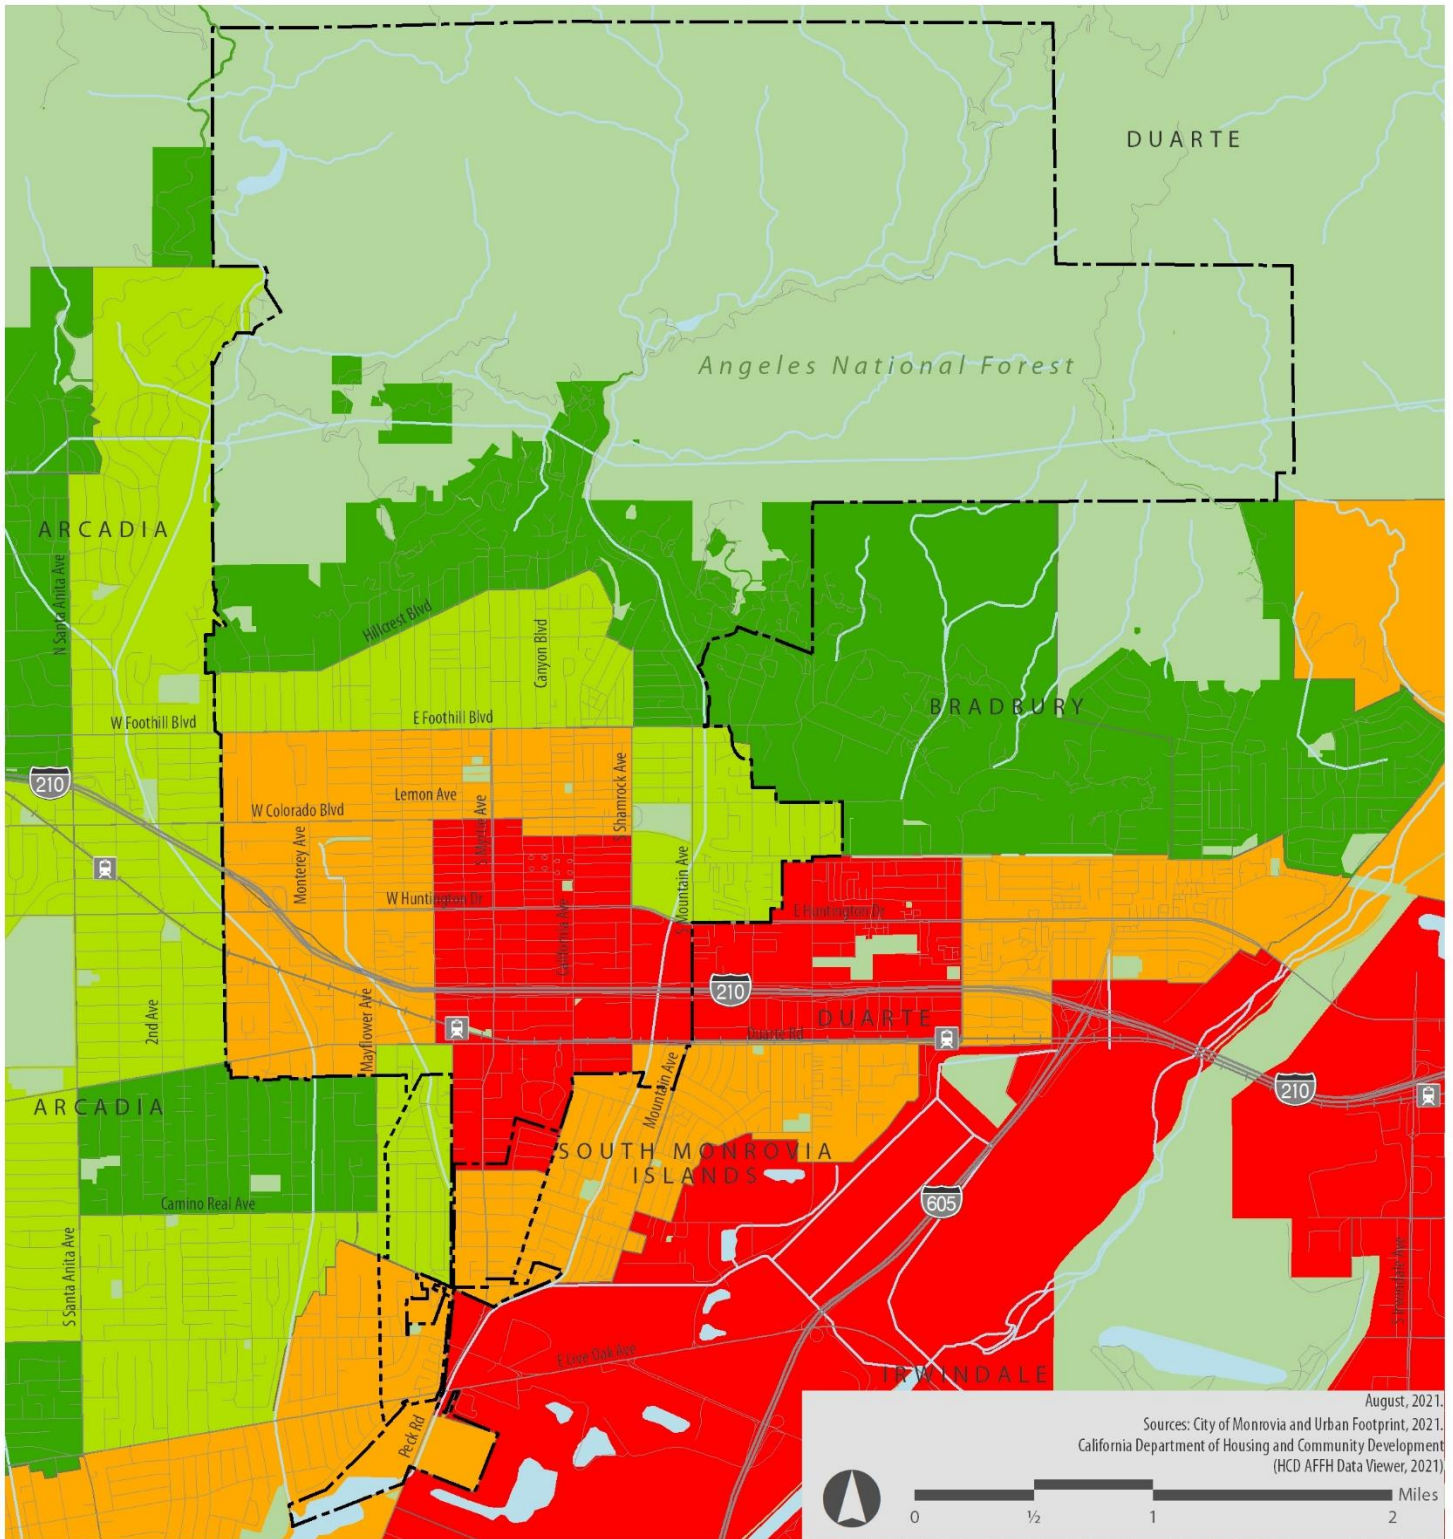 DUARTE
Angeles National Forest
ARCADIA
N Santa Anita Ave
Hillcrest Blvd
Canyon Blvd
BRADBURY
W Foothill Blvd
E Foothill Blvd
210
Lemon Ave
W Colorado Blvd
S Shamrock Ave
S Myrtle Ave
Monterey Ave
S Mountain Ave
W Huntington Dr
E Huntington Dr
California Ave
210
2nd Ave
Mayflower Ave
DUARTE
Duarte Rd
Mountain Ave
210
ARCADIA
SOUTH MONROVIA
ISLANDS
Camino Real Ave
605
S Santa Anita Ave
S Irwindale Ave
E Live Oak Ave
IRWINDALE
Peck Rd
August, 2021.
Sources: City of Monrovia and Urban Footprint, 2021.
California Department of Housing and Community Development
(HCD AFFH Data Viewer, 2021)
Miles
0 ½ 1 2